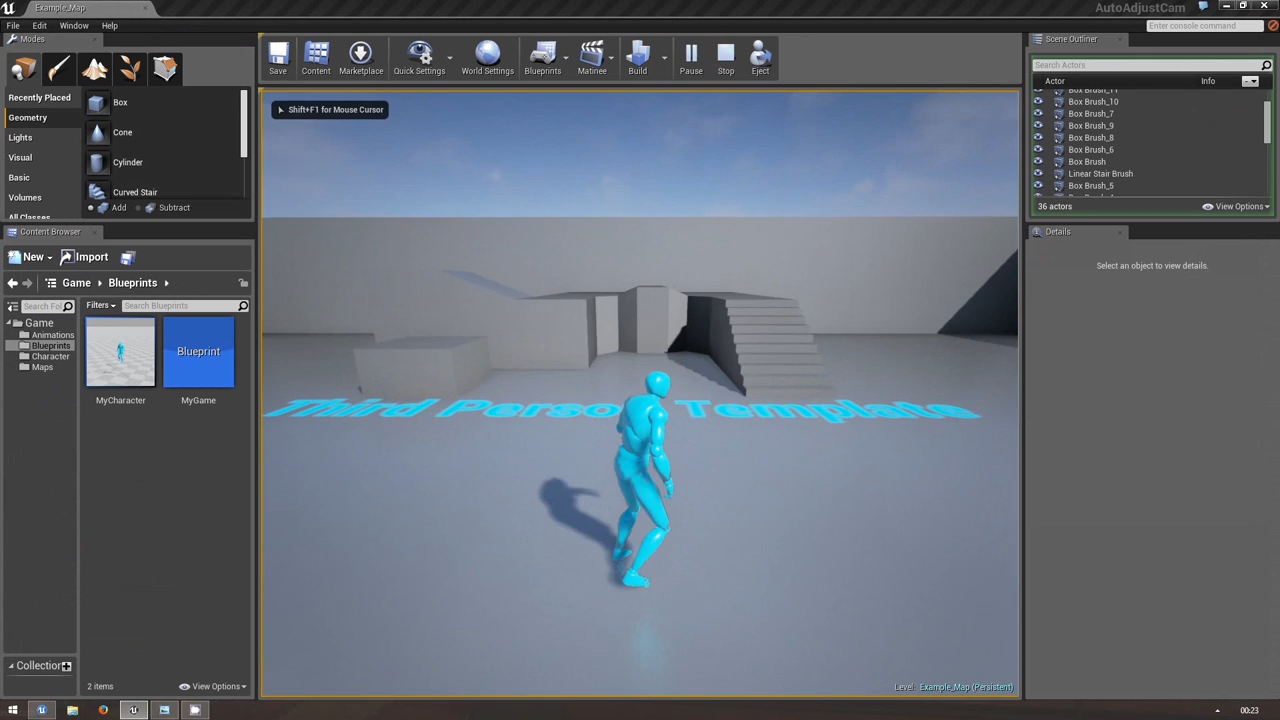 Example_Map
AutoAdjustCam
File Edit Window Help
Enter console command
Modes
Save Content Marketplace Quick Settings World Settings Blueprints Matinee Build Pause Stop Eject
Scene Outliner
Search Actors
Actor Info
Recently Placed
Geometry
Lights
Visual
Basic
Volumes
All Classes
Box
Cone
Cylinder
Curved Stair
Add Subtract
Shift+F1 for Mouse Cursor
Box Brush_11
Box Brush_10
Box Brush_7
Box Brush_9
Box Brush_8
Box Brush_6
Box Brush
Linear Stair Brush
Box Brush_5
36 actors View Options
Content Browser
New Import
Game Blueprints
Search Fol
Filters Search Blueprints
Game
Animations
Blueprints
Character
Maps
Blueprint
MyCharacter
MyGame
Details
Select an object to view details.
Third Person Template
Collection
2 items View Options
Level: Example_Map (Persistent)
00:23